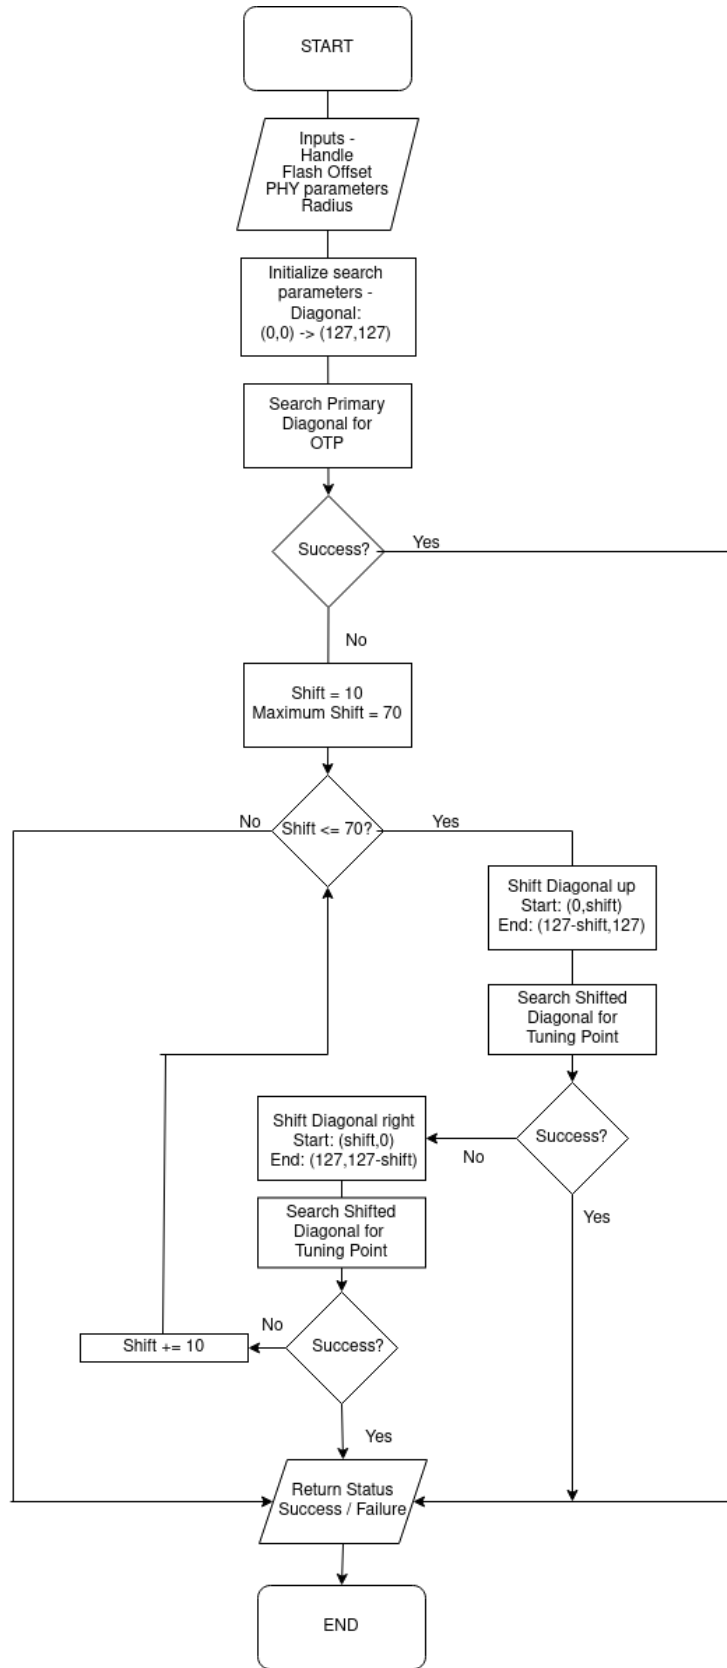 START
Inputs -
Handle
Flash Offset
PHY parameters
Radius
Initialize search
parameters -
Diagonal:
(0,0) -> (127,127)
Search Primary
Diagonal for
OTP
Success?
Yes
No
Shift = 10
Maximum Shift = 70
No
Shift <= 70?
Yes
Shift Diagonal up
Start: (0,shift)
End: (127-shift,127)
Search Shifted
Diagonal for
Tuning Point
Success?
No
Yes
Shift Diagonal right
Start: (shift,0)
End: (127,127-shift)
Search Shifted
Diagonal for
Tuning Point
Success?
No
Shift += 10
Yes
Return Status
Success / Failure
END